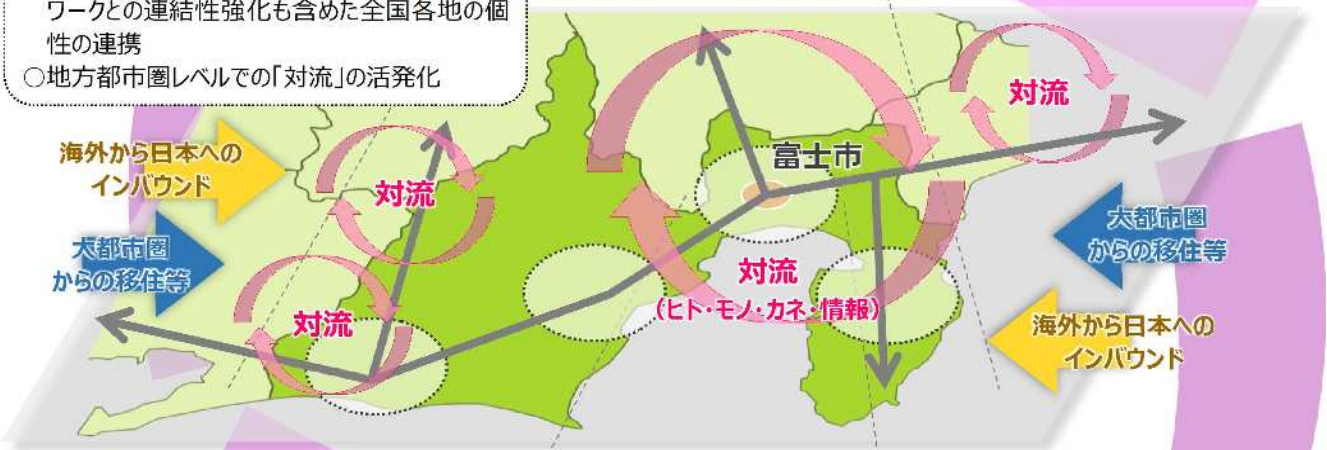 ワークとの連結性強化も含めた全国各地の個
性の連携
○地方都市圏レベルでの「対流」の活発化
対流
海外から日本への
インバウンド
富士市
対流
大都市圏
からの移住等
大都市圏
からの移住等
対流
(ヒト・モノ・カネ・情報)
対流
海外から日本への
インバウンド